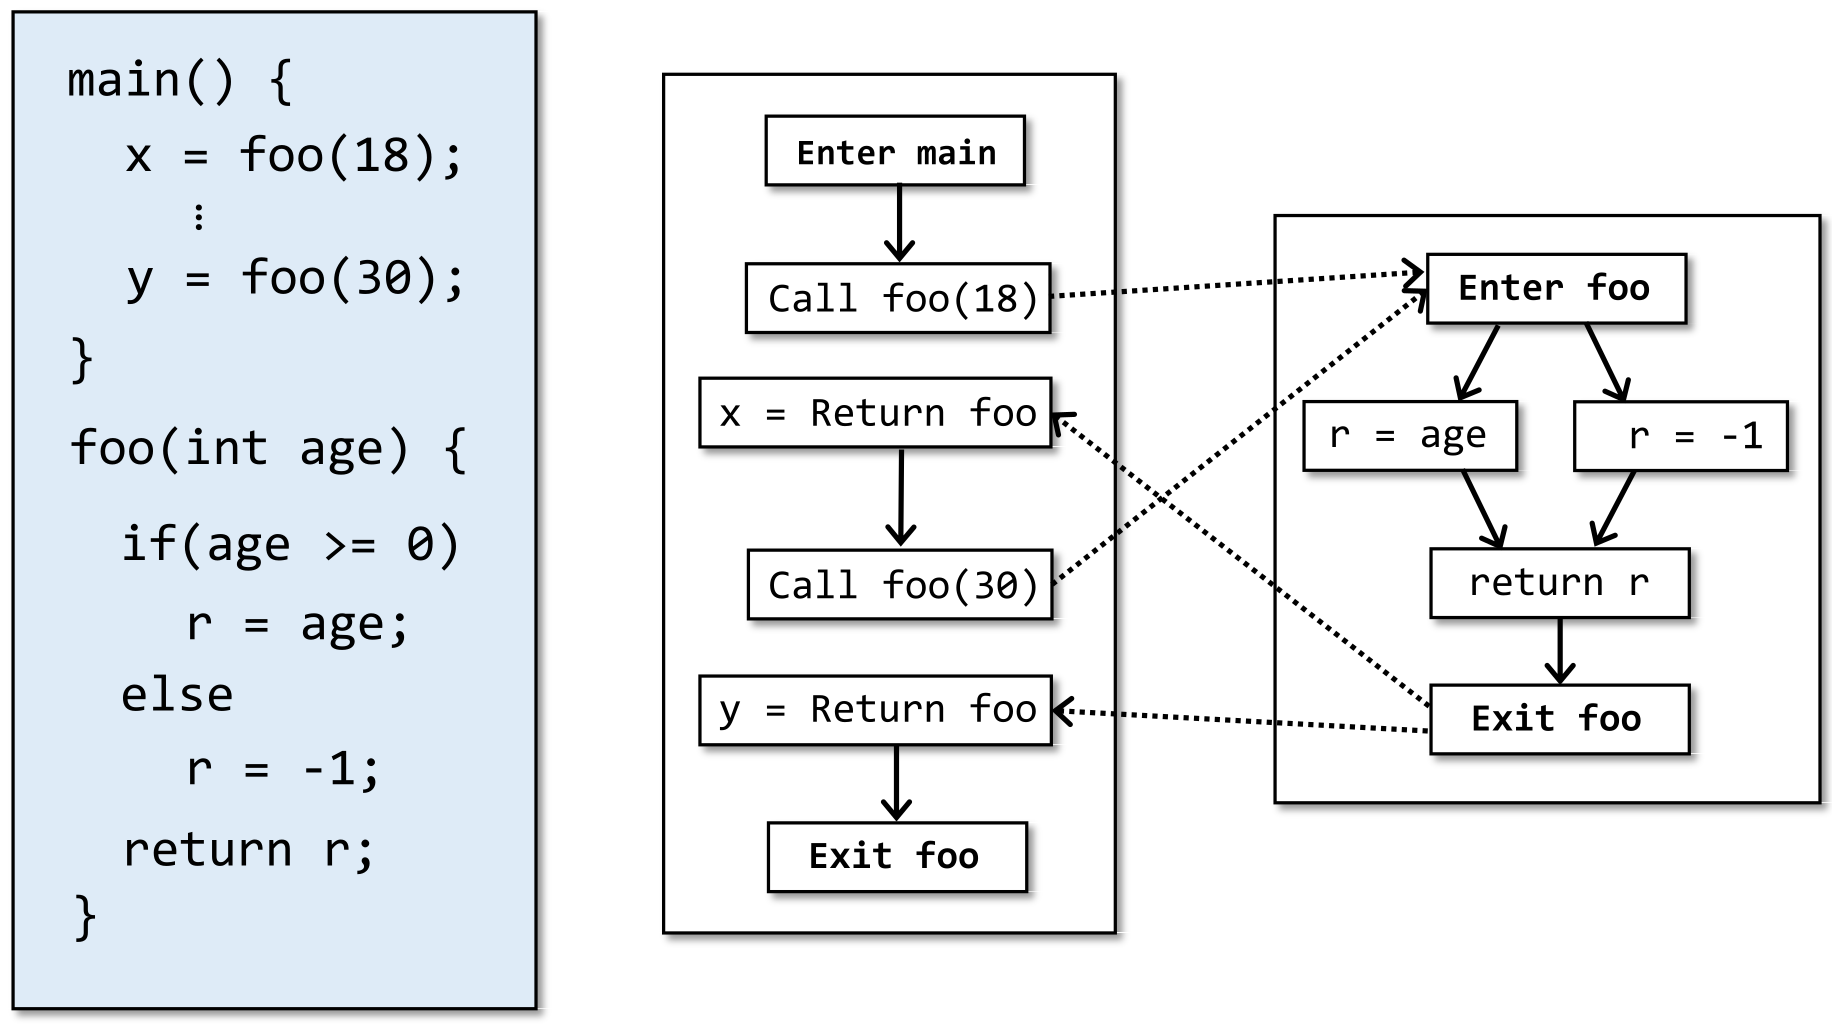 main() {
x = foo(18);
⋮
y = foo(30);
}
foo(int age) {
if(age >= 0)
r = age;
else
r = -1;
return r;
}
Enter main
Call foo(18)
x = Return foo
Call foo(30)
y = Return foo
Exit foo
Enter foo
r = age
r = -1
return r
Exit foo